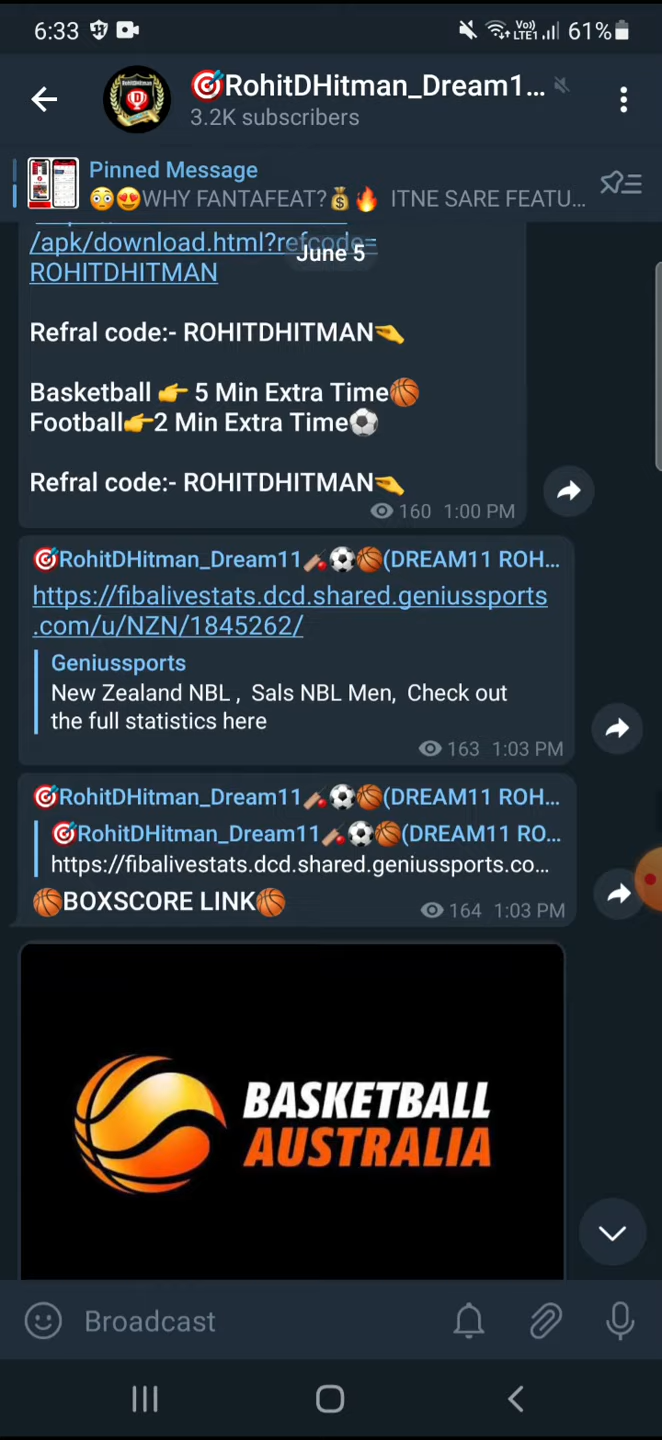 6:33
Vo))
LTE1
61%
🎯RohitDHitman_Dream1...
3.2K subscribers
Pinned Message
😳😍WHY FANTAFEAT?💰🔥 ITNE SARE FEATU...
/apk/download.html?refcode=
June 5
ROHITDHITMAN
Refral code:- ROHITDHITMAN🤏
Basketball 👉 5 Min Extra Time🏀
Football👉2 Min Extra Time⚽
Refral code:- ROHITDHITMAN🤏
160 1:00 PM
🎯RohitDHitman_Dream11🏏⚽🏀(DREAM11 ROH...
https://fibalivestats.dcd.shared.geniussports
.com/u/NZN/1845262/
Geniussports
New Zealand NBL , Sals NBL Men, Check out
the full statistics here
163 1:03 PM
🎯RohitDHitman_Dream11🏏⚽🏀(DREAM11 ROH...
🎯RohitDHitman_Dream11🏏⚽🏀(DREAM11 RO...
https://fibalivestats.dcd.shared.geniussports.co...
🏀BOXSCORE LINK🏀
164 1:03 PM
BASKETBALL
AUSTRALIA
Broadcast